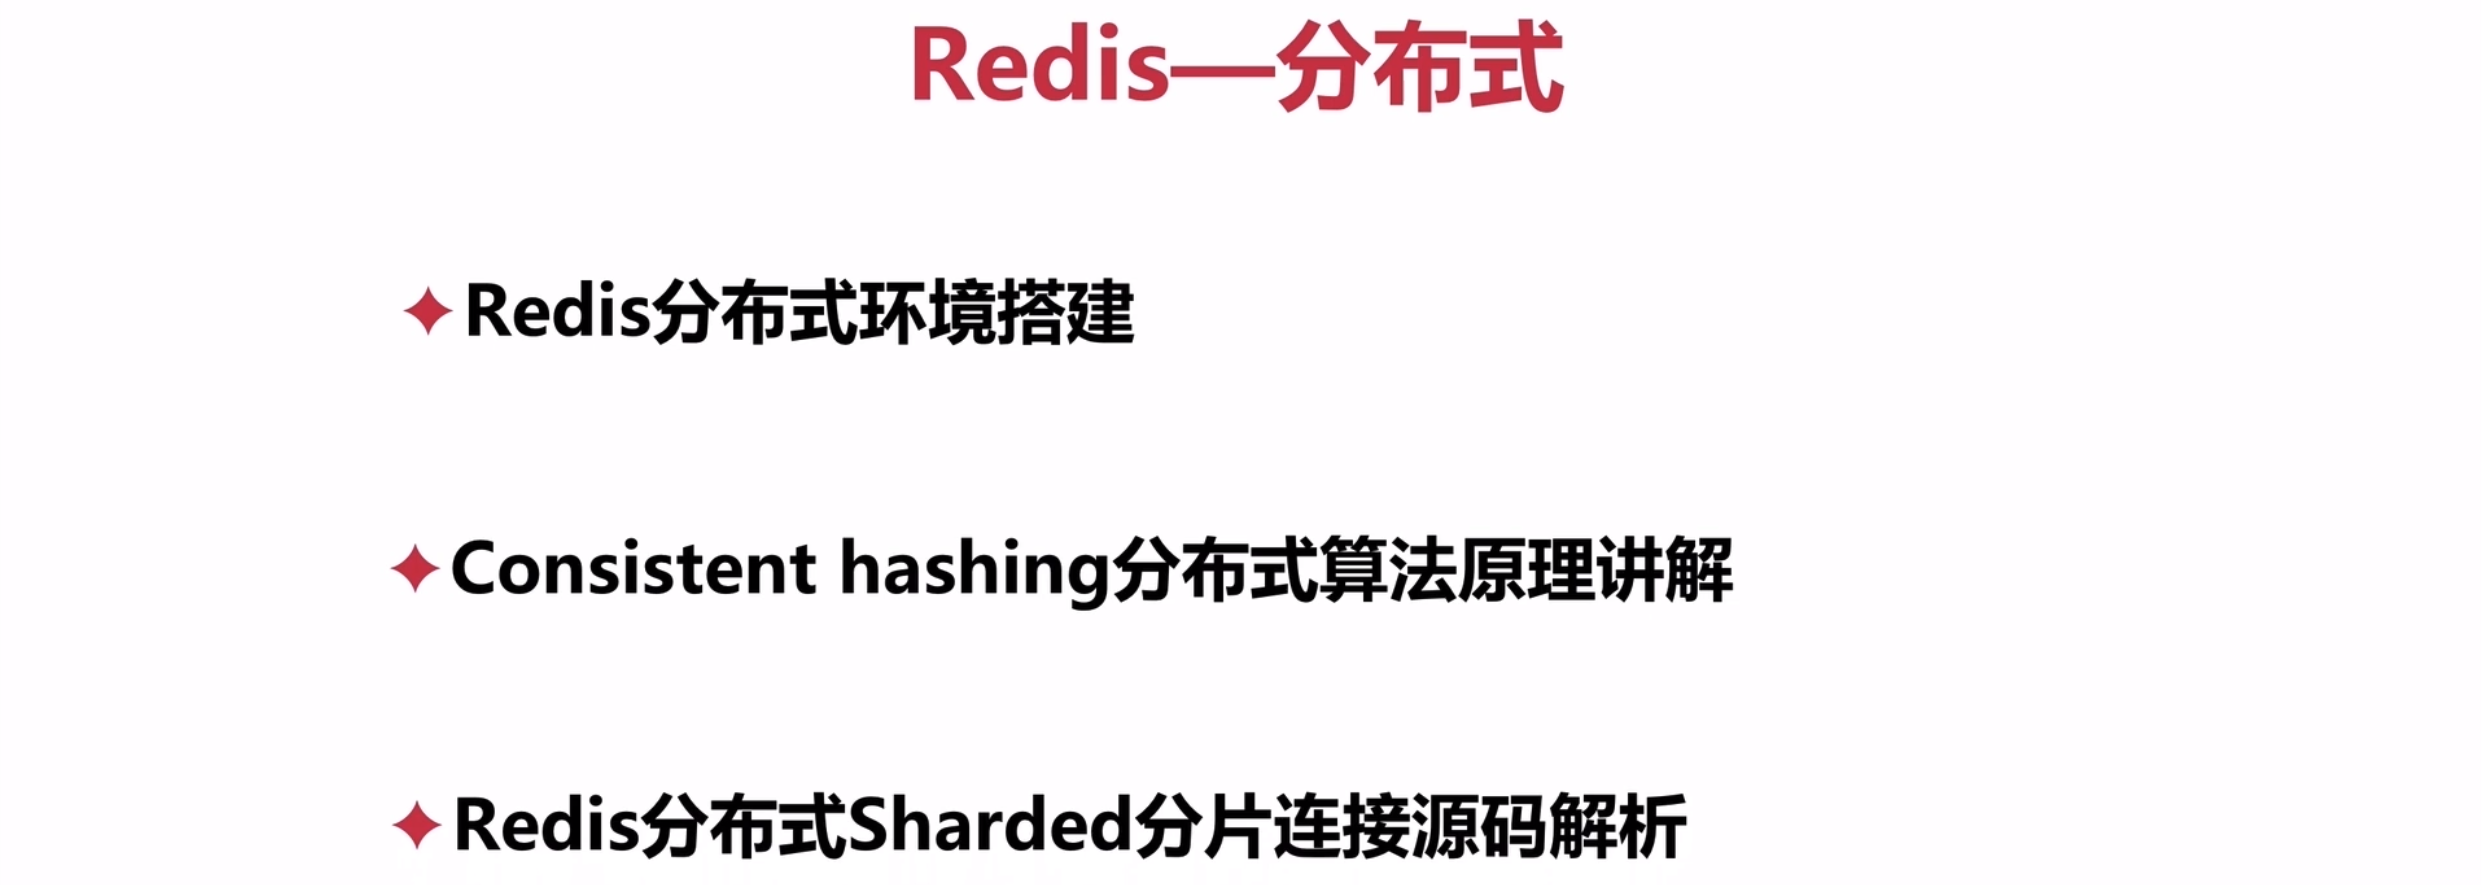 Redis—分布式
Redis分布式环境搭建
Consistent hashing分布式算法原理讲解
Redis分布式Sharded分片连接源码解析